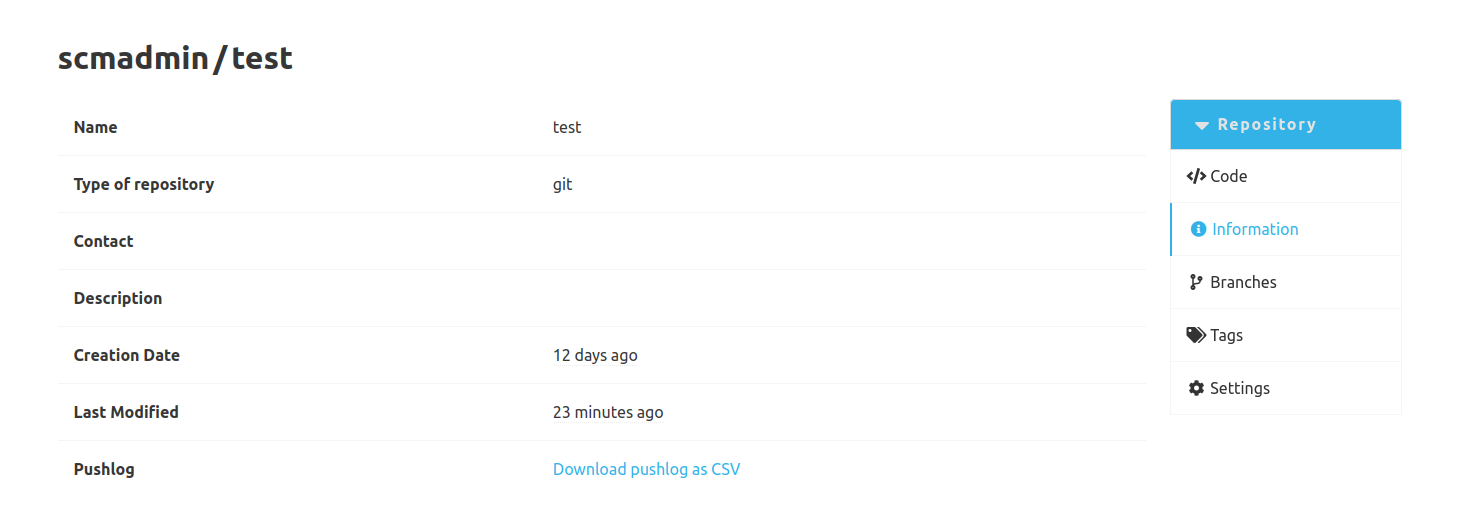 scmadmin/test
Name test
Type of repository git
Contact
Description
Creation Date 12 days ago
Last Modified 23 minutes ago
Pushlog Download pushlog as CSV
Repository
Code
Information
Branches
Tags
Settings